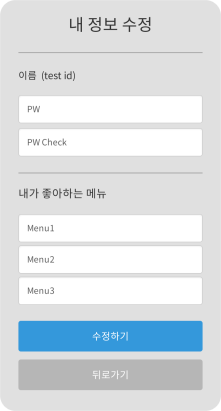 내 정보 수정
이름 (test id)
PW
PW Check
내가 좋아하는 메뉴
Menu1
Menu2
Menu3
수정하기
뒤로가기